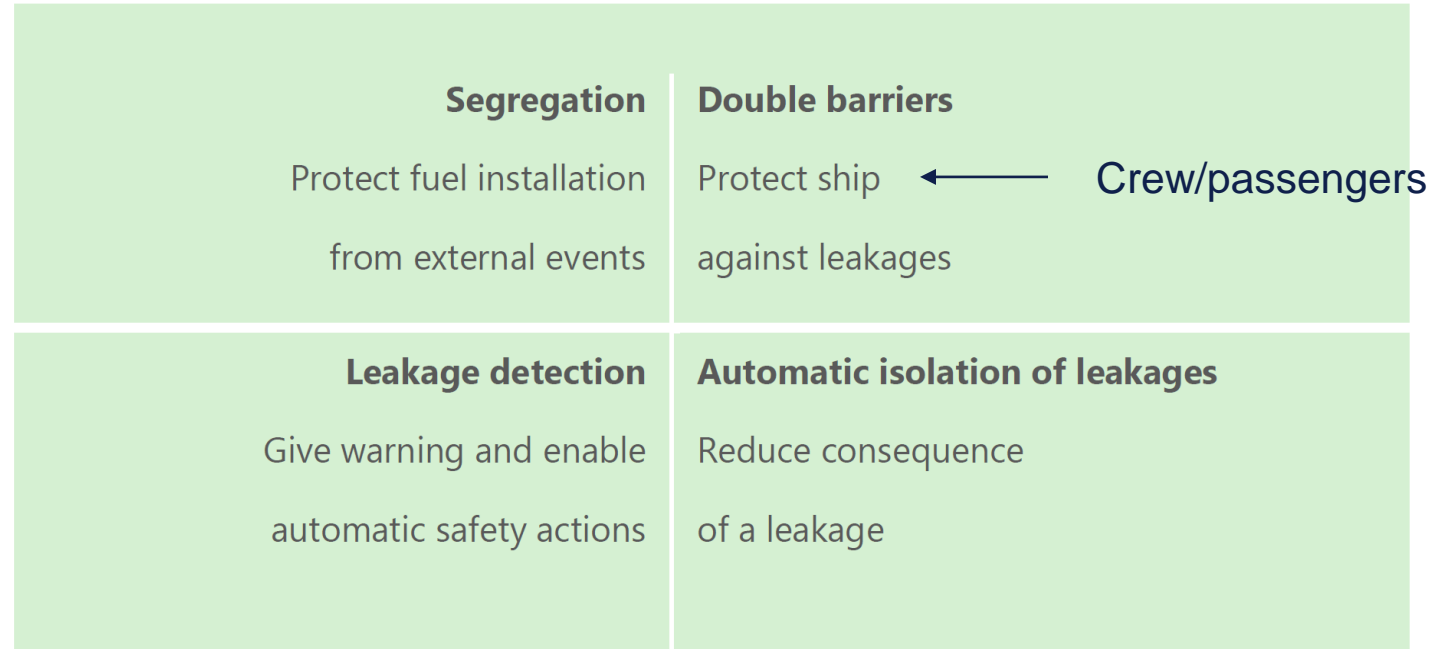 Segregation
Protect fuel installation
from external events
Double barriers
Protect ship
against leakages
Crew/passengers
Leakage detection
Give warning and enable
automatic safety actions
Automatic isolation of leakages
Reduce consequence
of a leakage